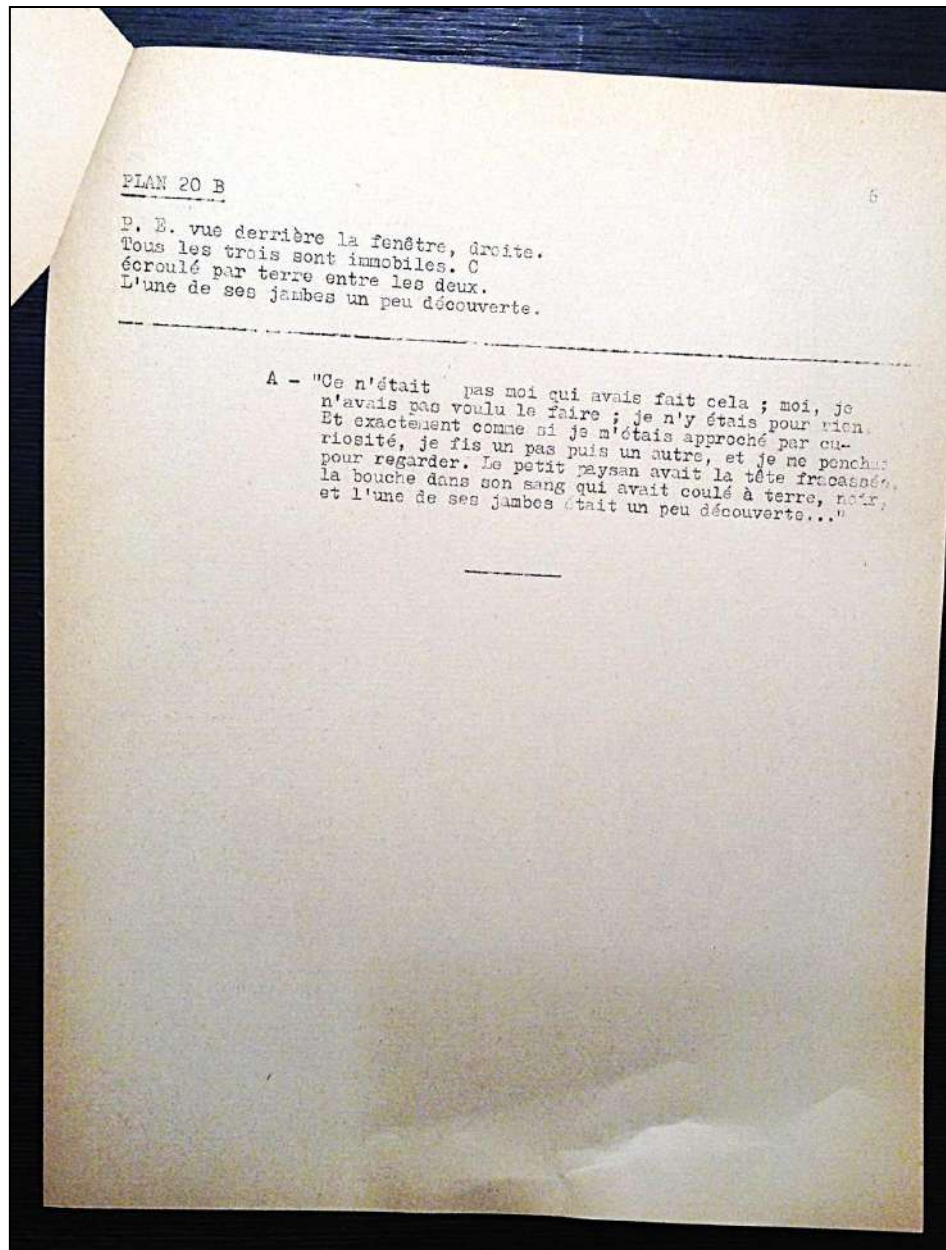 PLAN 20 B
6
P. E. vue derrière la fenêtre, droite.
Tous les trois sont immobiles. C
écroulé par terre entre les deux.
L'une de ses jambes un peu découverte.
A - "Ce n'était pas moi qui avais fait cela ; moi, je
n'avais pas voulu le faire ; je n'y étais pour rien.
Et exactement comme si je m'étais approché par cu-
riosité, je fis un pas puis un autre, et je me penchai
pour regarder. Le petit paysan avait la tête fracassée,
la bouche dans son sang qui avait coulé à terre, noir,
et l'une de ses jambes était un peu découverte..."